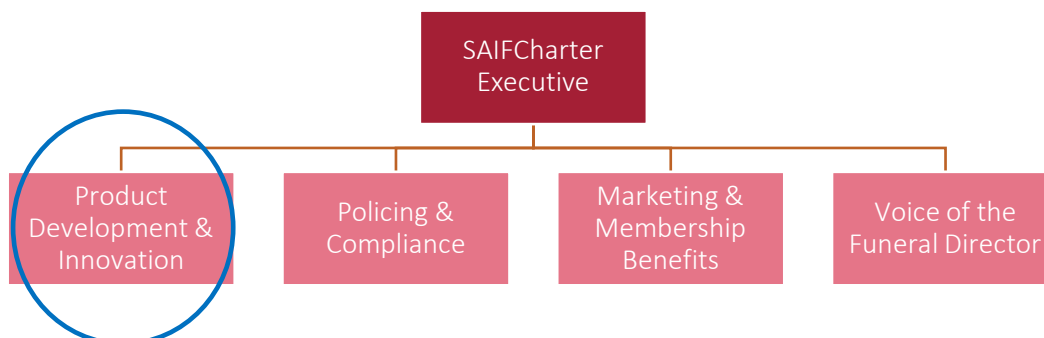 SAIFCharter
Executive
Product
Development &
Innovation
Policing &
Compliance
Marketing &
Membership
Benefits
Voice of the
Funeral Director